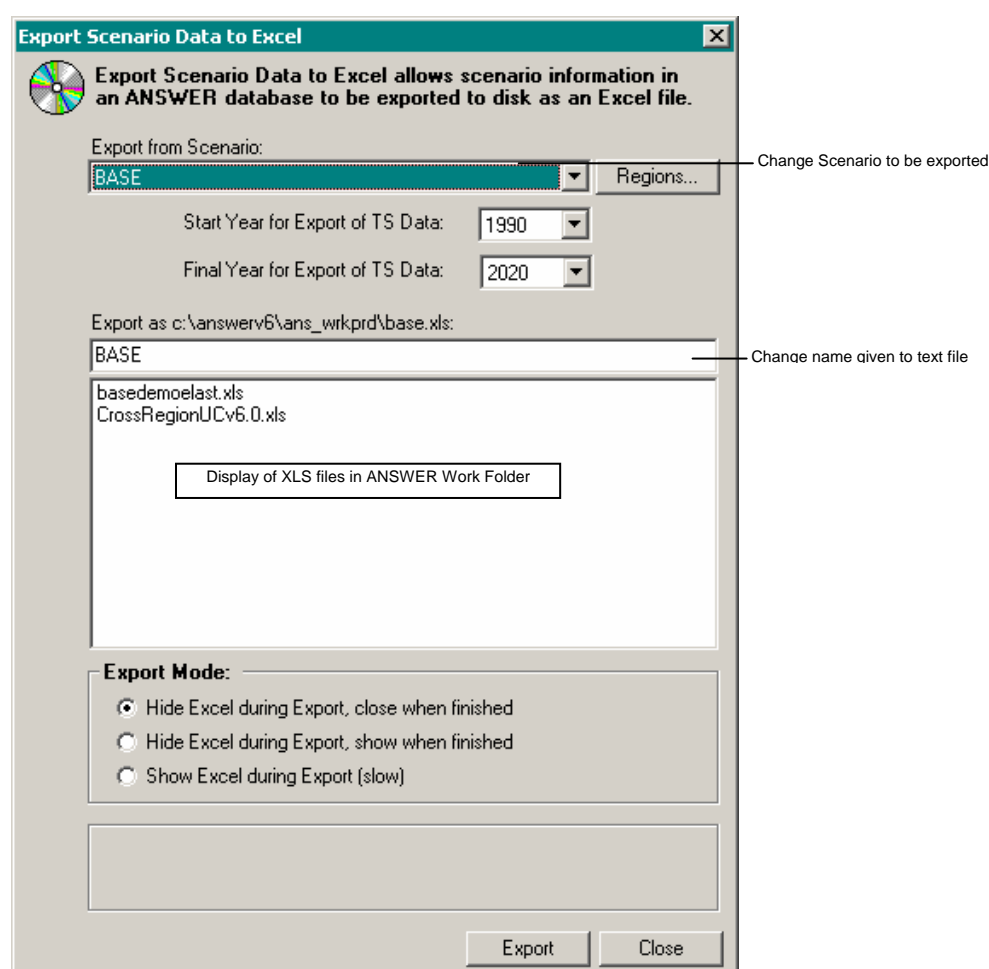 Export Scenario Data to Excel
Export Scenario Data to Excel allows scenario information in
an ANSWER database to be exported to disk as an Excel file.
Export from Scenario:
BASE
Regions...
Change Scenario to be exported
Start Year for Export of TS Data:
1990
Final Year for Export of TS Data:
2020
Export as c:\answerv6\ans_wrkprd\base.xls:
BASE
Change name given to text file
basedemoelast.xls
CrossRegionUCv6.0.xls
Display of XLS files in ANSWER Work Folder
Export Mode:
Hide Excel during Export, close when finished
Hide Excel during Export, show when finished
Show Excel during Export (slow)
Export
Close